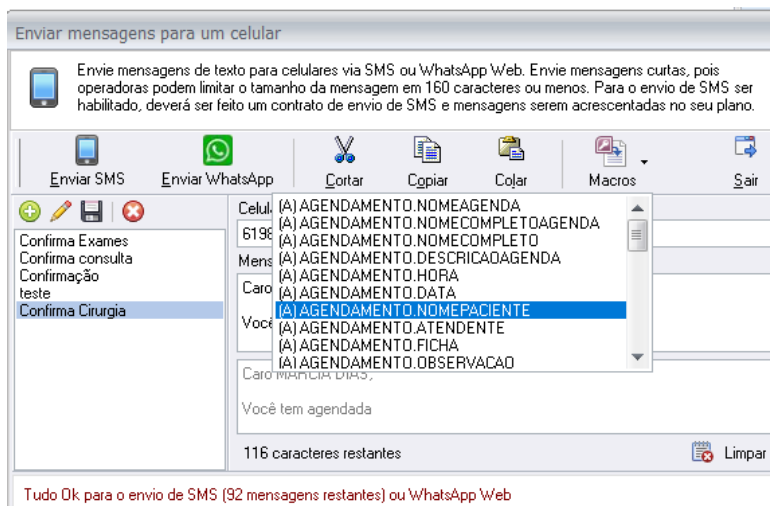 Enviar mensagens para um celular
Envie mensagens de texto para celulares via SMS ou WhatsApp Web. Envie mensagens curtas, pois
operadoras podem limitar o tamanho da mensagem em 160 caracteres ou menos. Para o envio de SMS ser
habilitado, deverá ser feito um contrato de envio de SMS e mensagens serem acrescentadas no seu plano.
Enviar SMS Enviar WhatsApp Cortar Copiar Colar Macros Sair
Confirma Exames
Confirma consulta
Confirmação
teste
Confirma Cirurgia
Celul
6198
Mens
Caro
Você
(A) AGENDAMENTO.NOMEAGENDA
(A) AGENDAMENTO.NOMECOMPLETOAGENDA
(A) AGENDAMENTO.NOMECOMPLETO
(A) AGENDAMENTO.DESCRICAOAGENDA
(A) AGENDAMENTO.HORA
(A) AGENDAMENTO.DATA
(A) AGENDAMENTO.NOMEPACIENTE
(A) AGENDAMENTO.ATENDENTE
(A) AGENDAMENTO.FICHA
(A) AGENDAMENTO.OBSERVACAO
Caro MARCIA DIAS,
Você tem agendada
116 caracteres restantes Limpar
Tudo Ok para o envio de SMS (92 mensagens restantes) ou WhatsApp Web